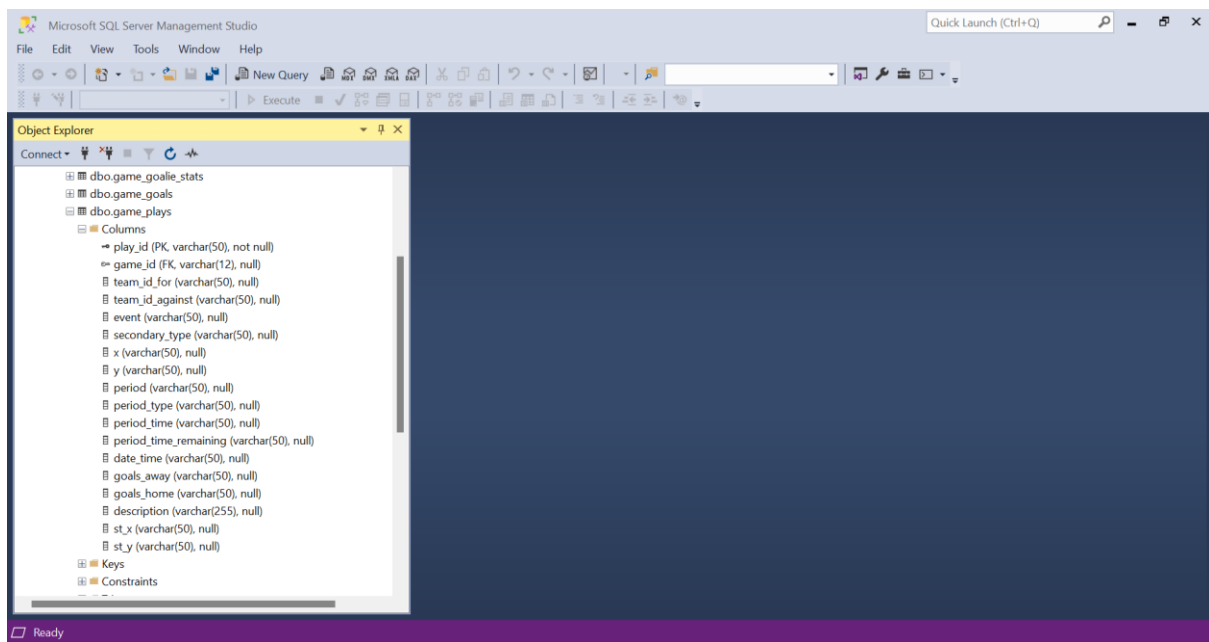 Microsoft SQL Server Management Studio
Quick Launch (Ctrl+Q)
File Edit View Tools Window Help
New Query
MDX DMX XMLA DAX
Execute
Object Explorer
Connect
dbo.game_goalie_stats
dbo.game_goals
dbo.game_plays
Columns
play_id (PK, varchar(50), not null)
game_id (FK, varchar(12), null)
team_id_for (varchar(50), null)
team_id_against (varchar(50), null)
event (varchar(50), null)
secondary_type (varchar(50), null)
x (varchar(50), null)
y (varchar(50), null)
period (varchar(50), null)
period_type (varchar(50), null)
period_time (varchar(50), null)
period_time_remaining (varchar(50), null)
date_time (varchar(50), null)
goals_away (varchar(50), null)
goals_home (varchar(50), null)
description (varchar(255), null)
st_x (varchar(50), null)
st_y (varchar(50), null)
Keys
Constraints
Ready